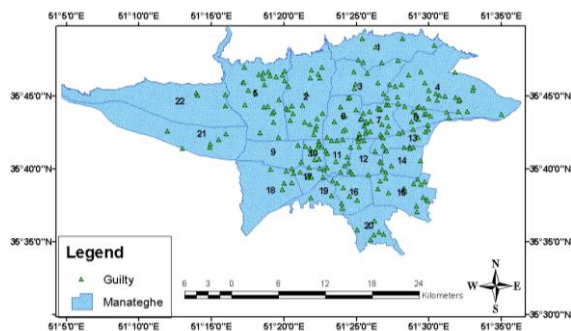 51°5'0"E 51°10'0"E 51°15'0"E 51°20'0"E 51°25'0"E 51°30'0"E 51°35'0"E
35°45'0"N 35°45'0"N
35°40'0"N 35°40'0"N
35°35'0"N 35°35'0"N
35°30'0"N 35°30'0"N
1
2
3
4
5
6
7
8
22
21
9
10
11
12
13
14
17
18
19
16
15
20
Legend
Guilty
Manateghe
6 3 0 6 12 18 24
Kilometers
N
W E
S
51°5'0"E 51°10'0"E 51°15'0"E 51°20'0"E 51°25'0"E 51°30'0"E 51°35'0"E